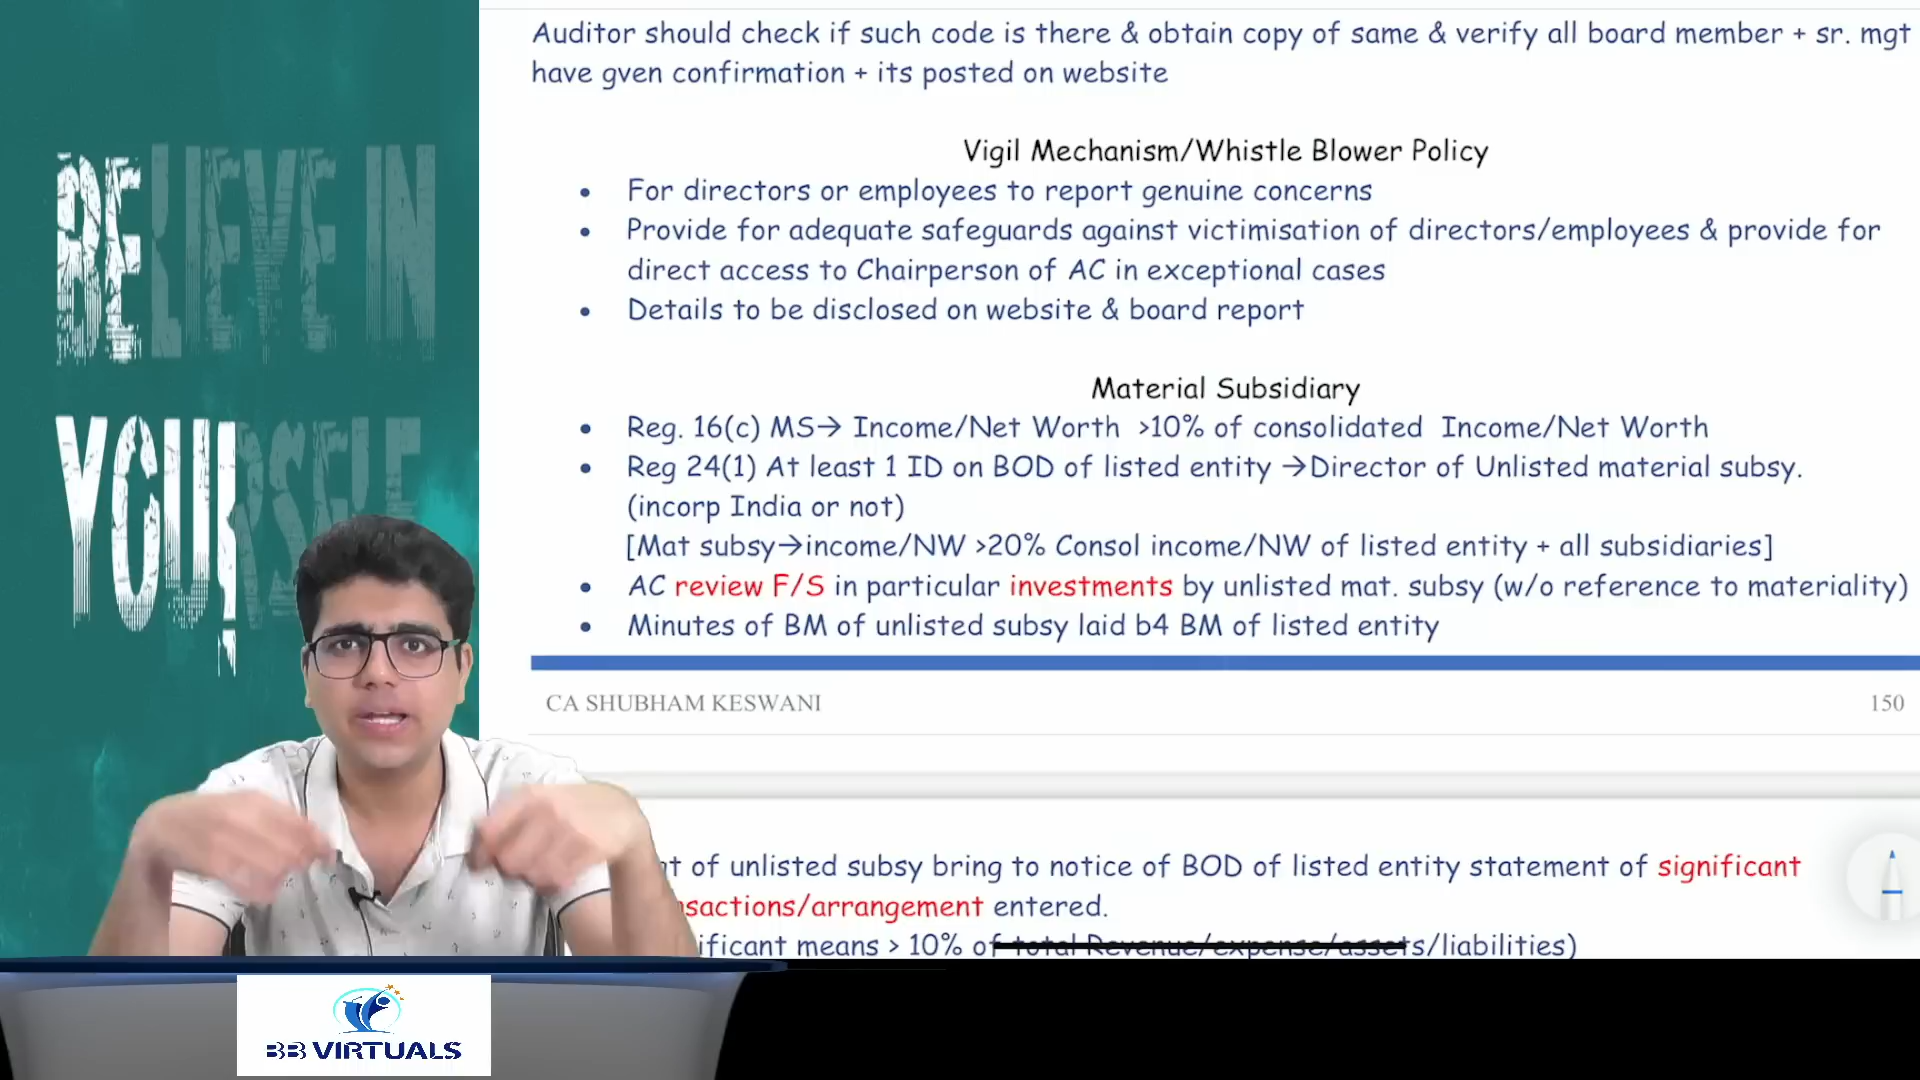 BELIEVE IN
YOURSELF
!
Auditor should check if such code is there & obtain copy of same & verify all board member + sr. mgt
have gven confirmation + its posted on website
Vigil Mechanism/Whistle Blower Policy
• For directors or employees to report genuine concerns
• Provide for adequate safeguards against victimisation of directors/employees & provide for
direct access to Chairperson of AC in exceptional cases
• Details to be disclosed on website & board report
Material Subsidiary
• Reg. 16(c) MS→ Income/Net Worth >10% of consolidated Income/Net Worth
• Reg 24(1) At least 1 ID on BOD of listed entity →Director of Unlisted material subsy.
(incorp India or not)
[Mat subsy→income/NW >20% Consol income/NW of listed entity + all subsidiaries]
• AC review F/S in particular investments by unlisted mat. subsy (w/o reference to materiality)
• Minutes of BM of unlisted subsy laid b4 BM of listed entity
CA SHUBHAM KESWANI 150
of unlisted subsy bring to notice of BOD of listed entity statement of significant
nsactions/arrangement entered.
ificant means > 10% of total Revenue/expense/assets/liabilities)
BB VIRTUALS